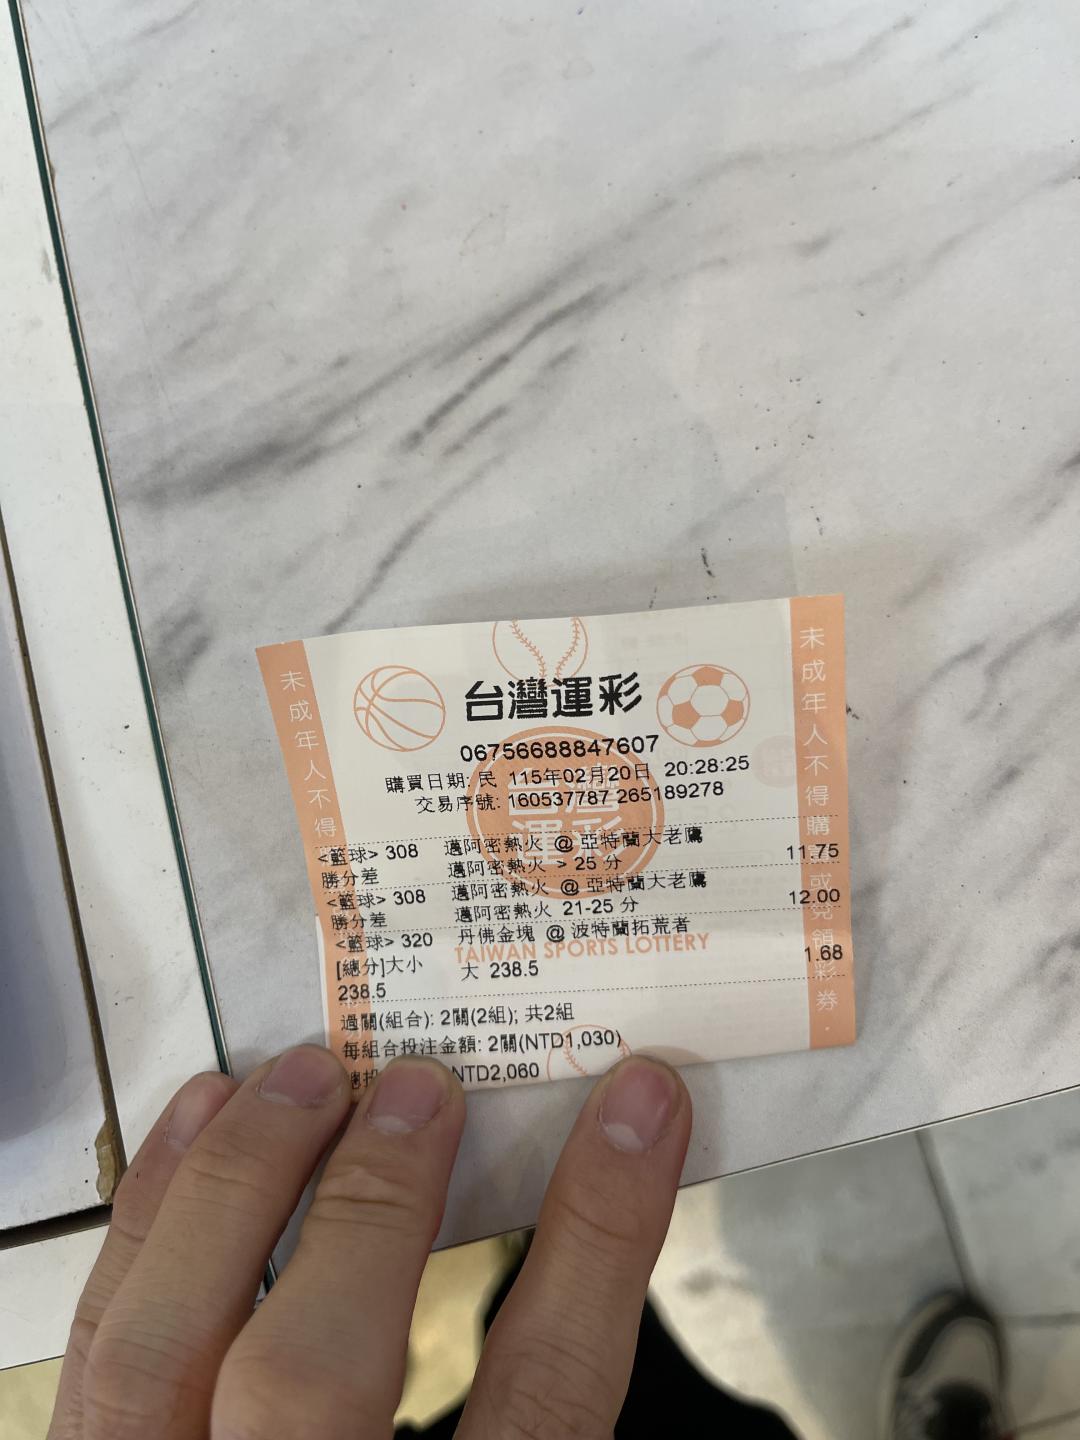 台灣運彩
06756688847607
購買日期: 民 115年02月20日 20:28:25
交易序號: 160537787 265189278
<籃球> 308 邁阿密熱火 @ 亞特蘭大老鷹
勝分差 邁阿密熱火 > 25 分 11.75
<籃球> 308 邁阿密熱火 @ 亞特蘭大老鷹
勝分差 邁阿密熱火 21-25 分 12.00
<籃球> 320 丹佛金塊 @ 波特蘭拓荒者
TAIWAN SPORTS LOTTERY
[總分]大小 大 238.5 1.68
238.5
過關(組合): 2關(2組); 共2組
每組合投注金額: 2關(NTD1,030)
總投 NTD2,060
未成年人不得
未成年人不得購 或兌領彩券.
台灣運彩